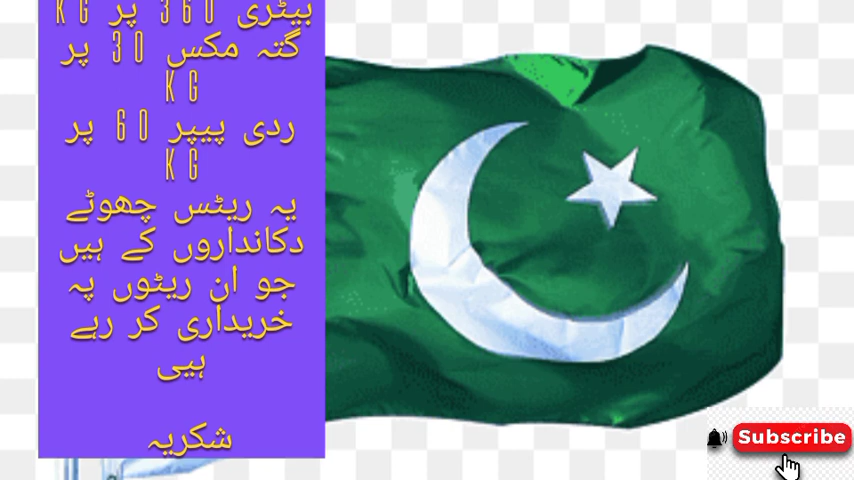 بیٹری 360 پر KG
گتہ مکس 30 پر
KG
ردی پیپر 60 پر
KG
یہ ریٹس چھوٹے
دکانداروں کے ہیں
جو ان ریٹوں پہ
خریداری کر رہے
ہیی
شکریہ
Subscribe